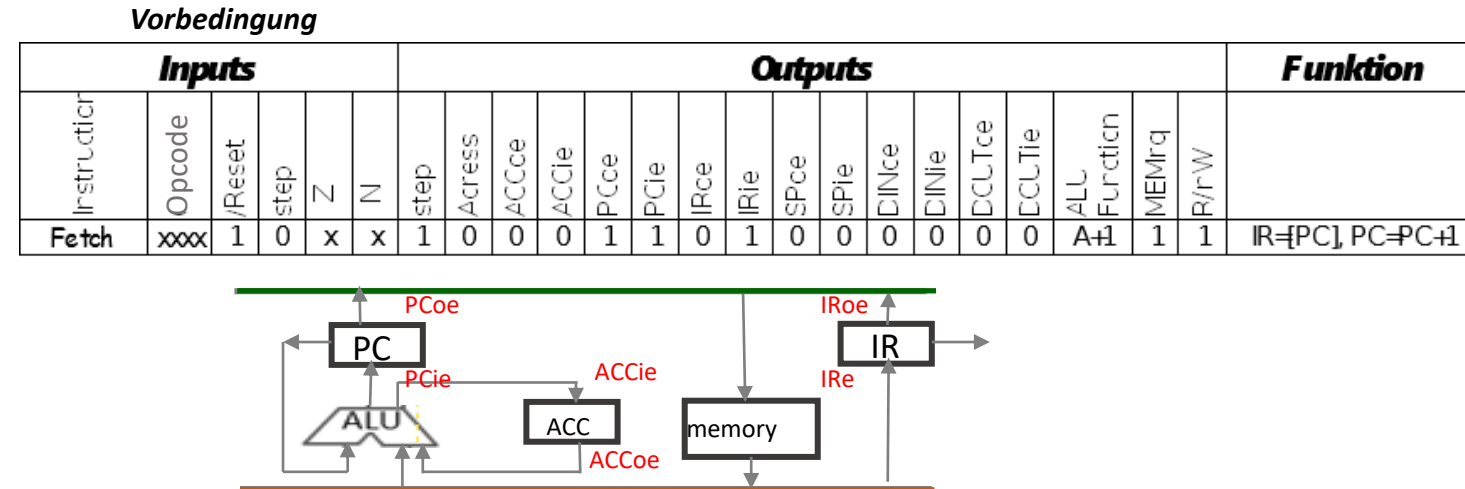 Vorbedingung
Inputs Outputs Funktion
Instruction Opcode /Reset step Z N step Acress ACCce ACCie PCce PCie IRce IRie SPce SPie DINce DINie DCUTce DCUTie ALU Function MEMrq R/rW
Fetch xxxx 1 0 x x 1 0 0 0 1 1 0 1 0 0 0 0 0 0 A+1 1 1 IR=[PC], PC=PC+1
PCoe IRoe
PC IR
PCie ACCie IRe
ALU ACC memory
ACCoe